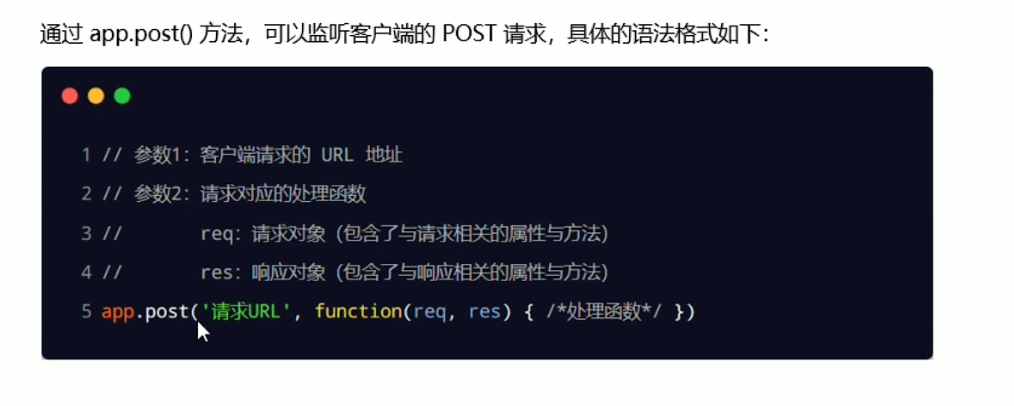 通过 app.post() 方法，可以监听客户端的 POST 请求，具体的语法格式如下：
1 // 参数1：客户端请求的 URL 地址
2 // 参数2：请求对应的处理函数
3 //       req：请求对象（包含了与请求相关的属性与方法）
4 //       res：响应对象（包含了与响应相关的属性与方法）
5 app.post('请求URL', function(req, res) { /*处理函数*/ })